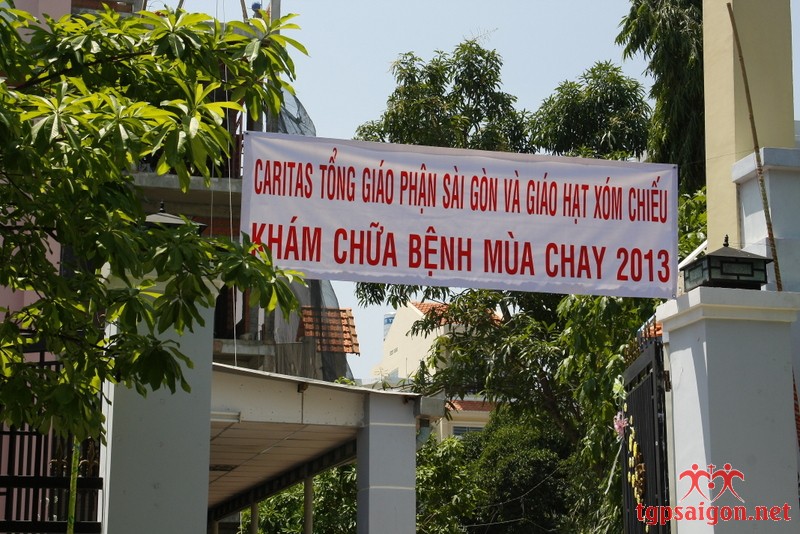 CARITAS TỔNG GIÁO PHẬN SÀI GÒN VÀ GIÁO HẠT XÓM CHIẾU
KHÁM CHỮA BỆNH MÙA CHAY 2013
tgpsaigon.net